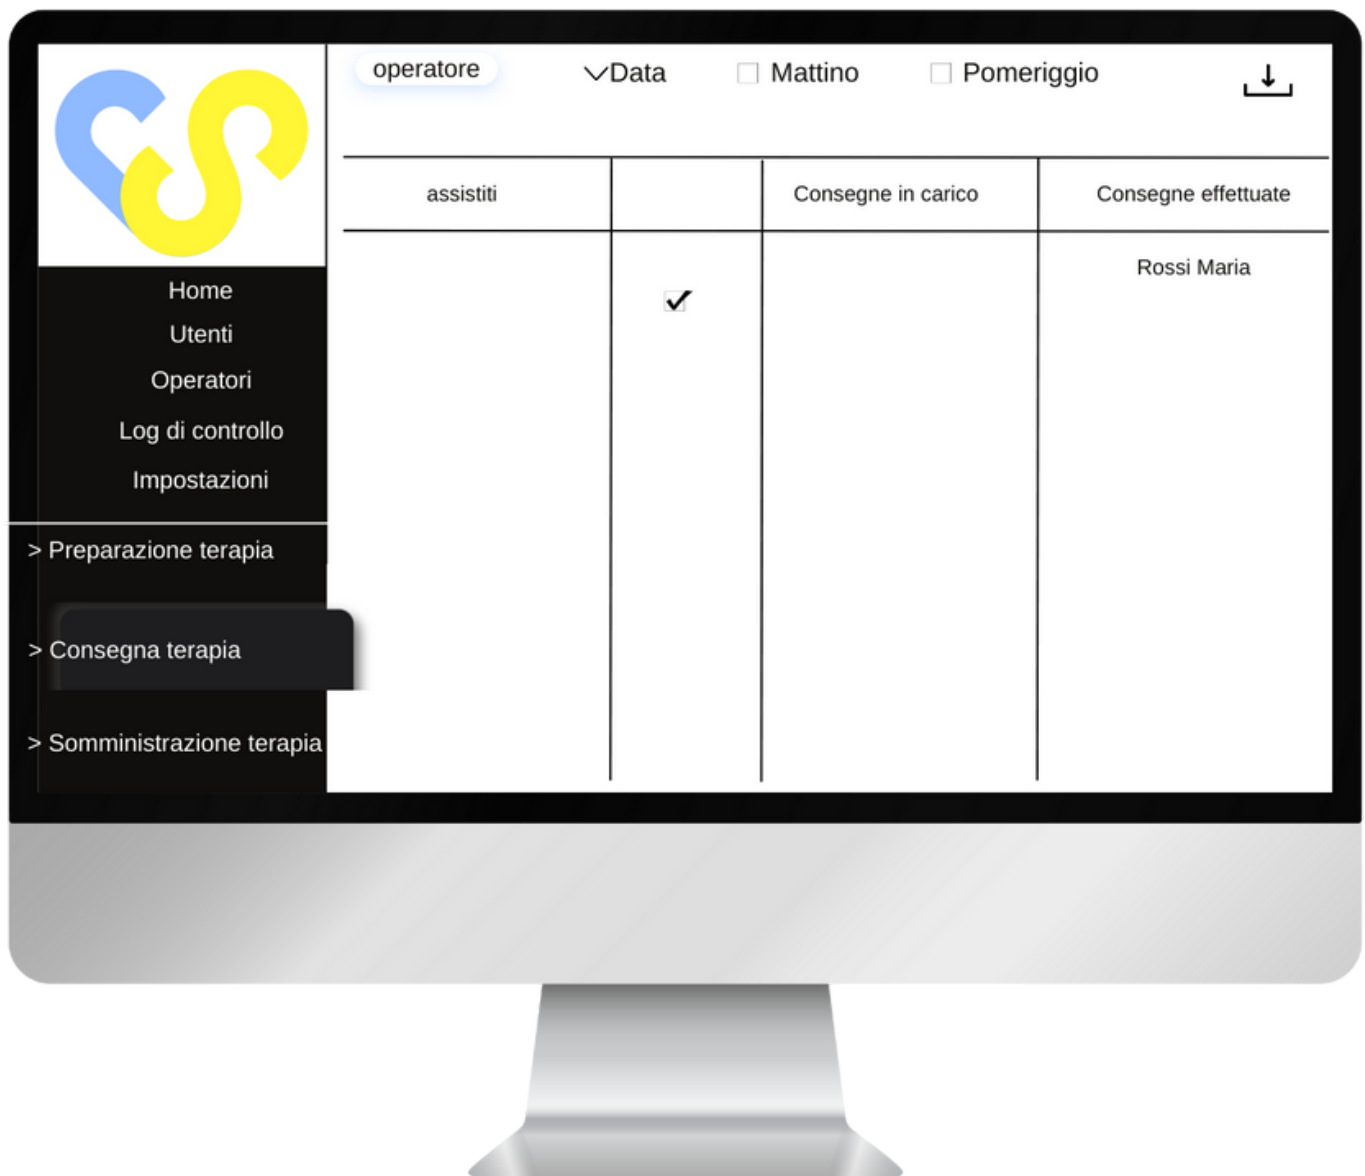 operatore
Data
Mattino
Pomeriggio
assistiti
Consegne in carico
Consegne effettuate
Rossi Maria
Home
Utenti
Operatori
Log di controllo
Impostazioni
> Preparazione terapia
> Consegna terapia
> Somministrazione terapia